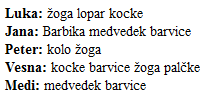 Luka: žoga lopar kocke
Jana: Barbika medvedek barvice
Peter: kolo žoga
Vesna: kocke barvice žoga palčke
Medi: medvedek barvice